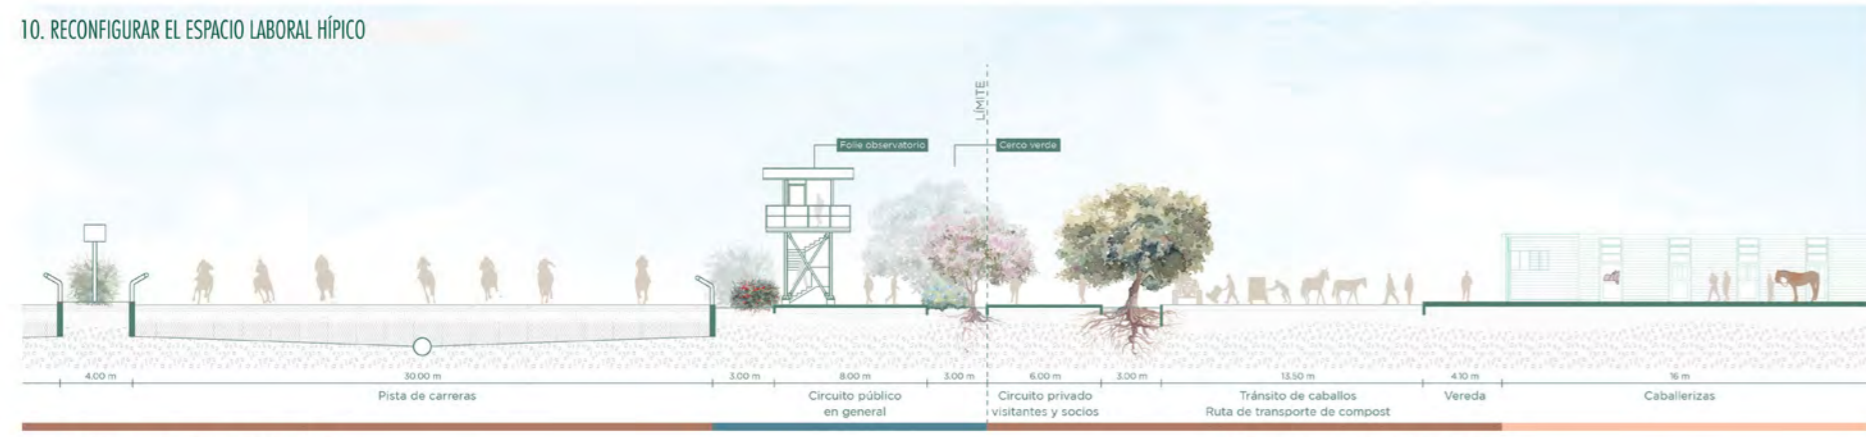 10. RECONFIGURAR EL ESPACIO LABORAL HÍPICO
LÍMITE
Folie observatorio
Cerco verde
4.00 m
30.00 m
3.00 m
8.00 m
3.00 m
6.00 m
3.00 m
13.50 m
4.10 m
16 m
Pista de carreras
Circuito público
en general
Circuito privado
visitantes y socios
Tránsito de caballos
Ruta de transporte de compost
Vereda
Caballerizas